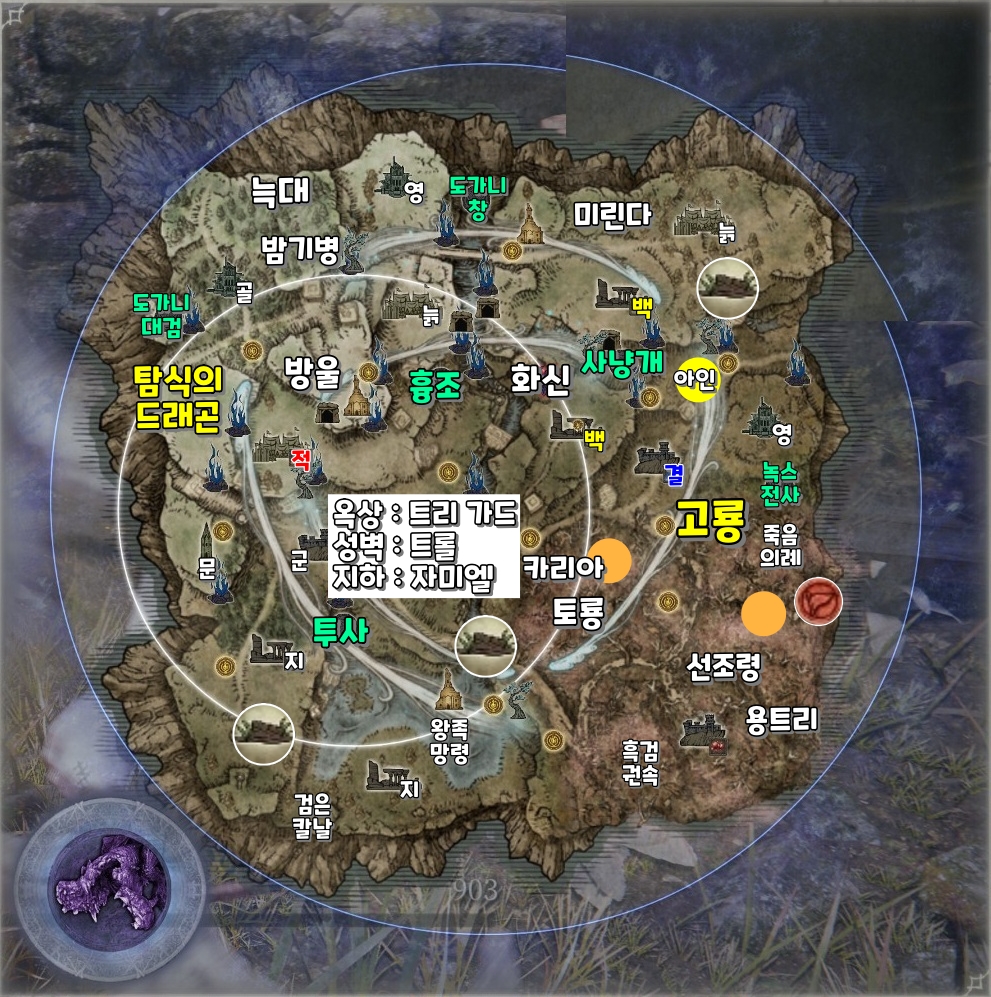 늑대
영
도가니
창
미린다
늙
밤기병
골
도가니
대검
늙
백
방울
흉조
화신
사냥개
아인
탐식의
드래곤
백
영
적
결
녹스
전사
고룡
옥상 : 트리 가드
성벽 : 트롤
지하 : 자미엘
죽음
의례
문
군
카리아
토룡
투사
지
선조령
왕족
망령
용트리
흑검
권속
지
검은
칼날
903